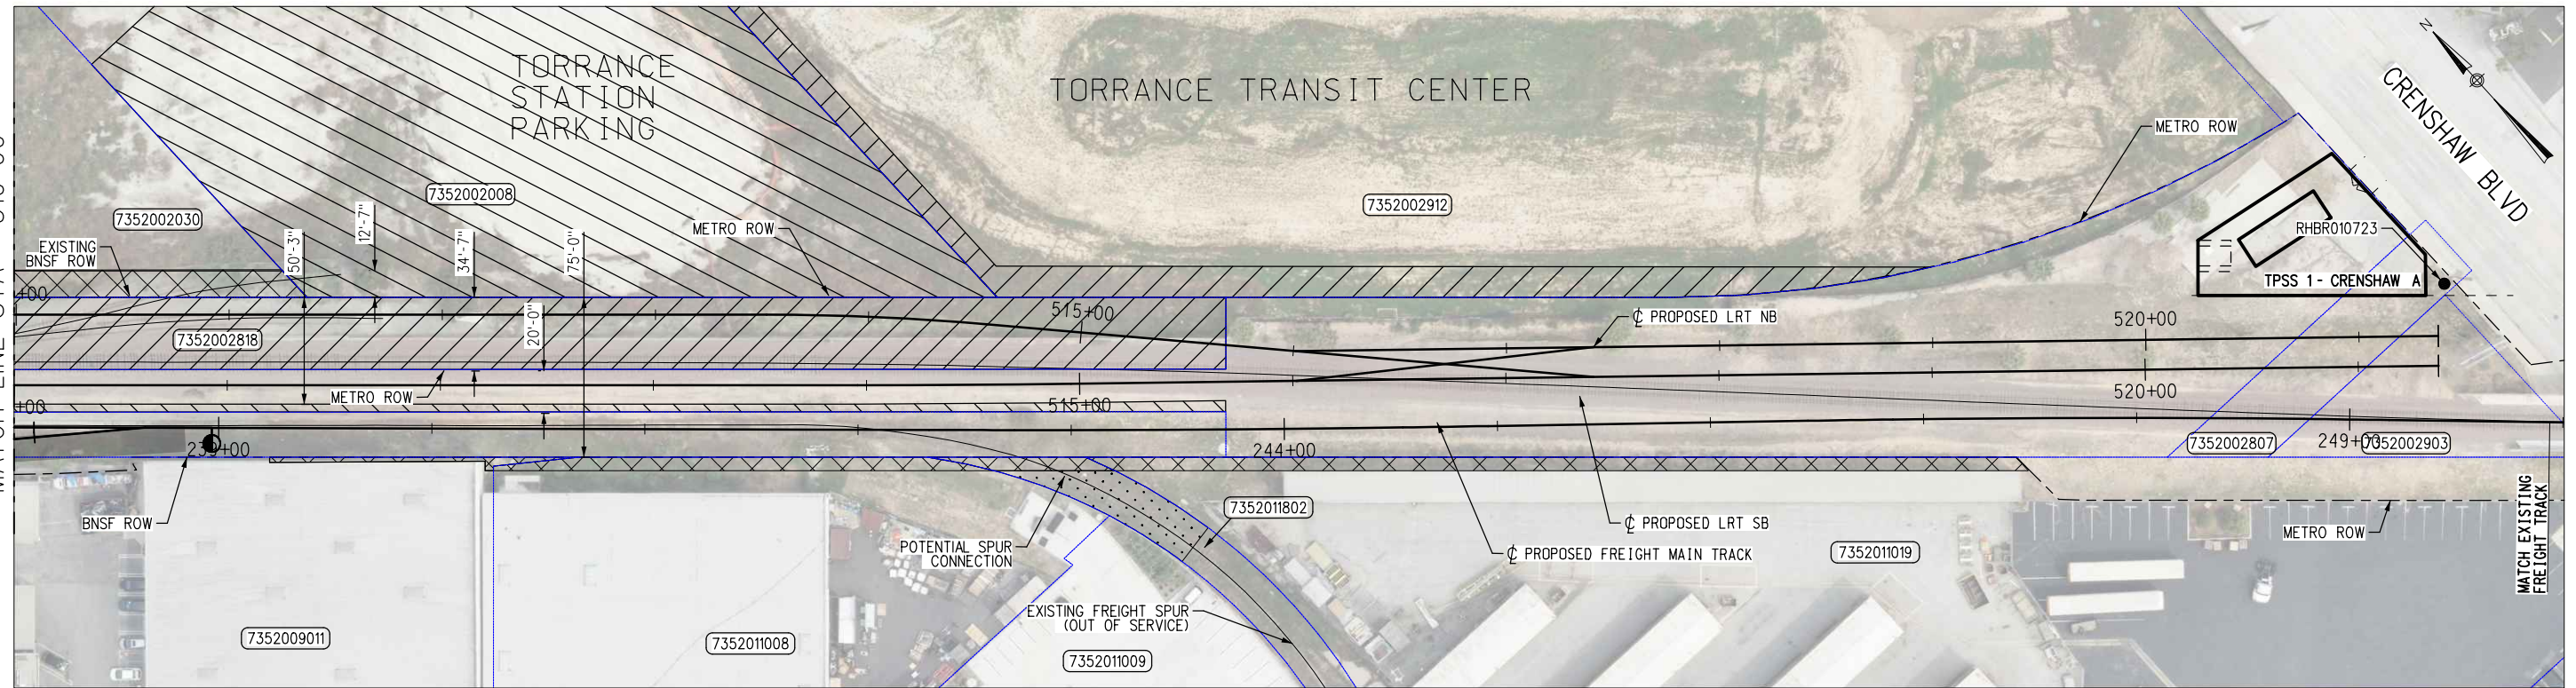 TORRANCE
STATION
PARKING
TORRANCE TRANSIT CENTER
CRENSHAW BLVD
N
METRO ROW
7352002030
7352002008
7352002912
METRO ROW
EXISTING
BNSF ROW
12'-7"
50'-3"
34'-7"
75'-0"
20'-0"
RHBR010723
TPSS 1 - CRENSHAW A
+00
515+00
℄ PROPOSED LRT NB
520+00
7352002818
METRO ROW
+00
515+00
520+00
239+00
244+00
7352002807
249+00
7352002903
BNSF ROW
7352011802
POTENTIAL SPUR
CONNECTION
℄ PROPOSED LRT SB
℄ PROPOSED FREIGHT MAIN TRACK
7352011019
METRO ROW
MATCH EXISTING
FREIGHT TRACK
EXISTING FREIGHT SPUR
(OUT OF SERVICE)
7352009011
7352011008
7352011009